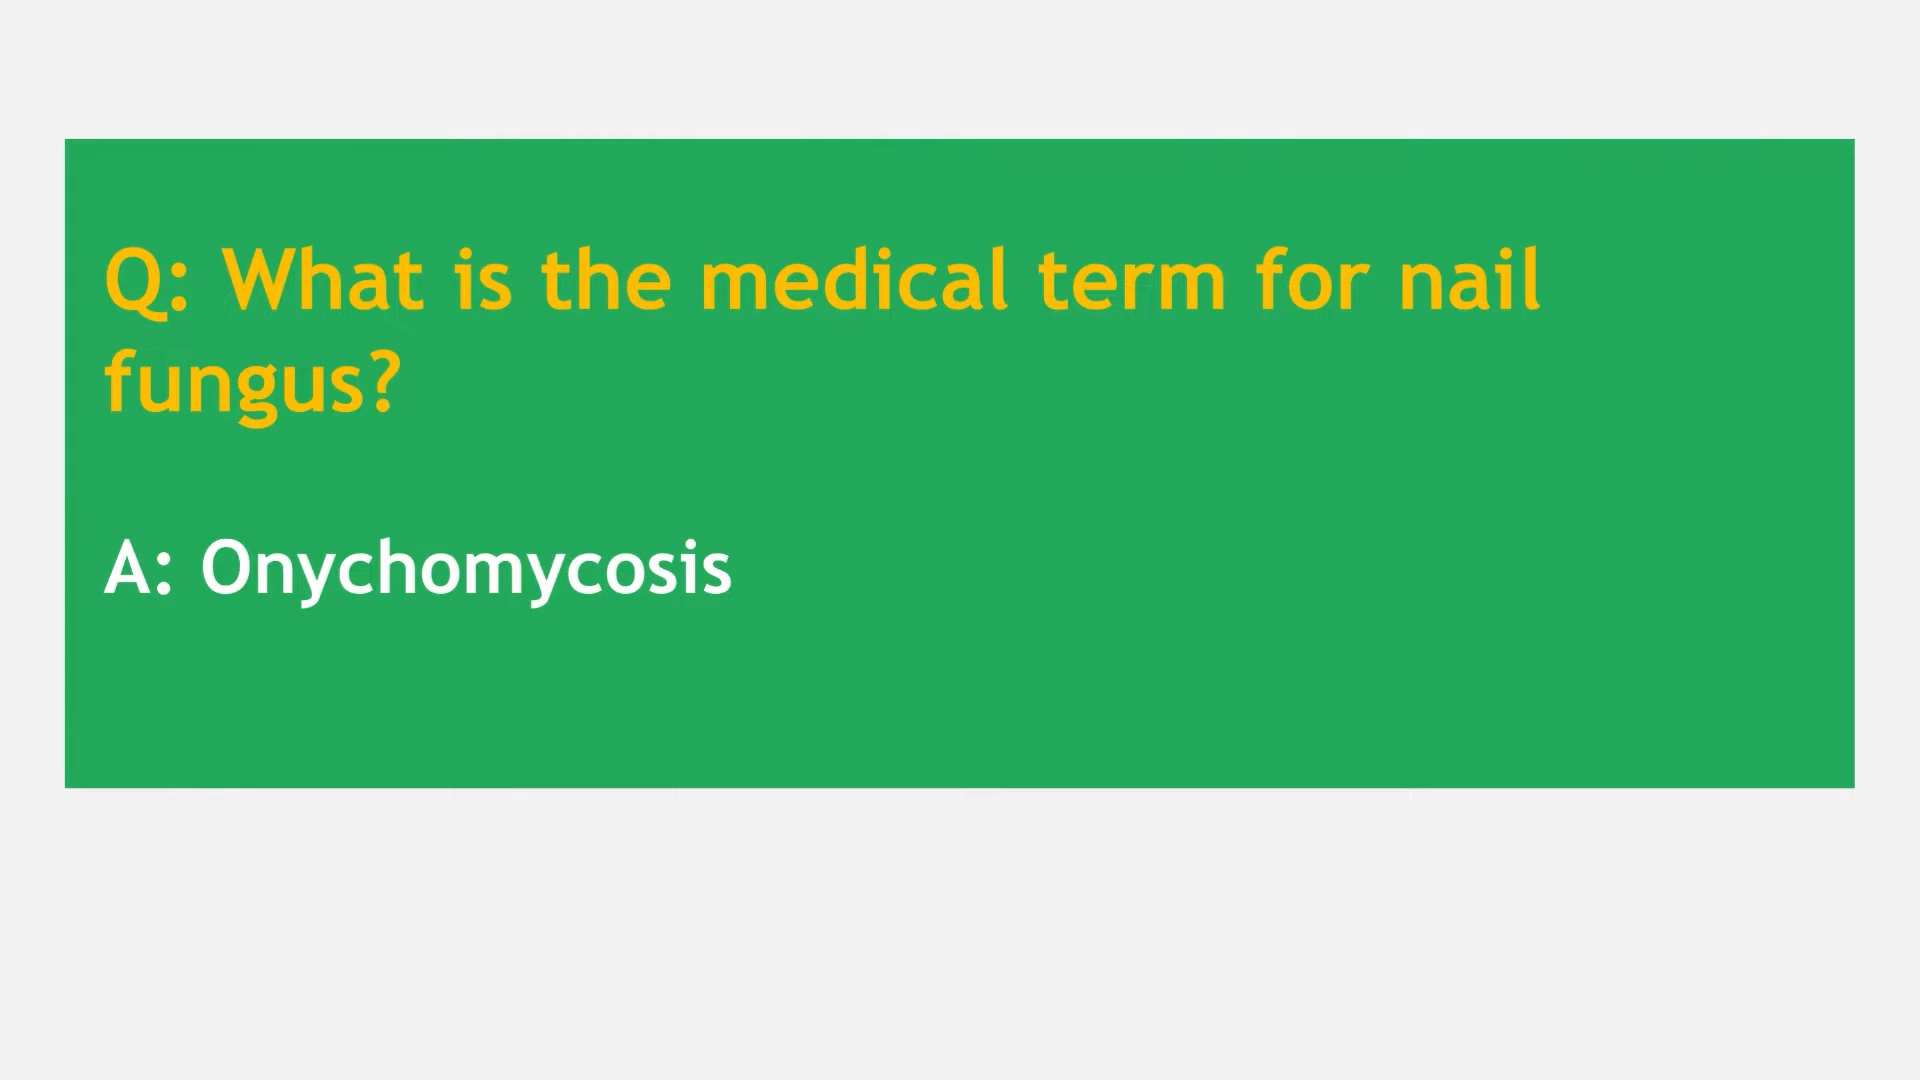 Q: What is the medical term for nail
fungus?
A: Onychomycosis